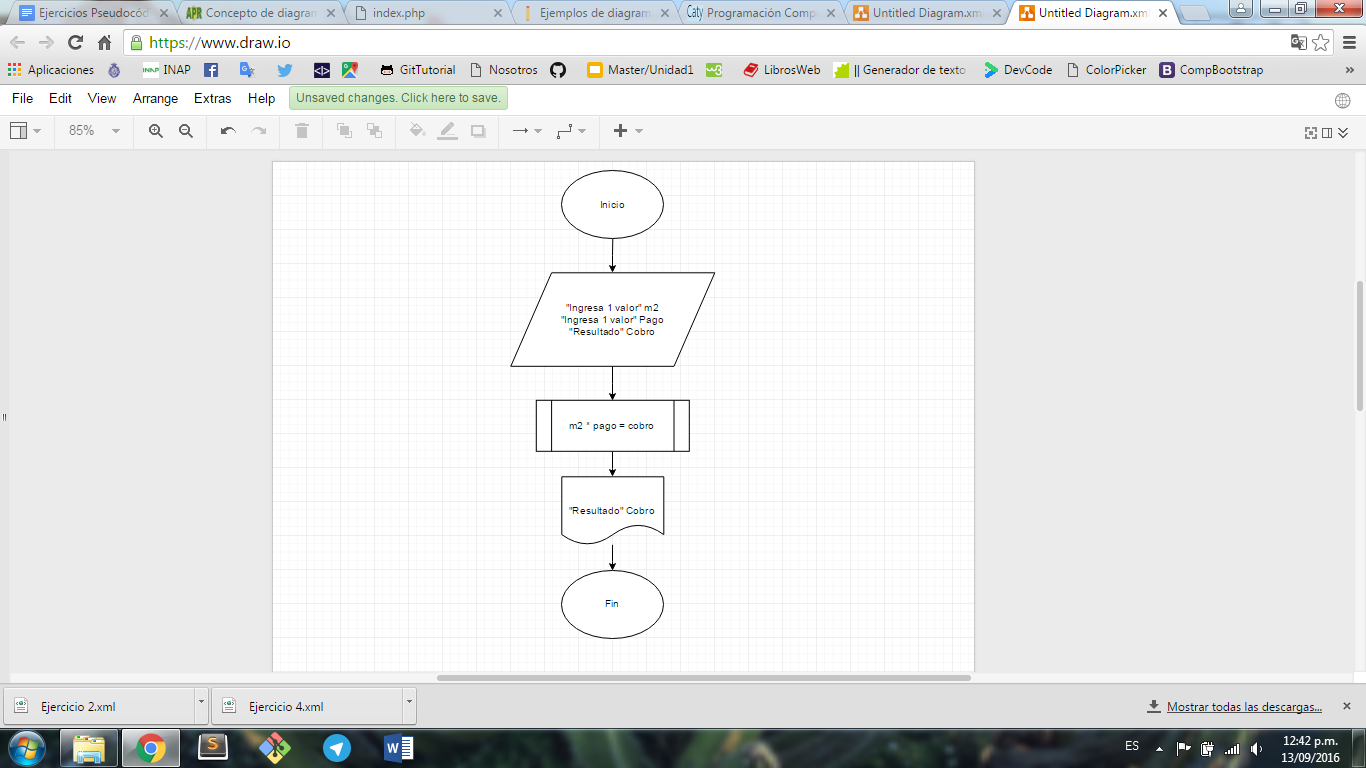 Ejercicios Pseudocód
APR Concepto de diagram
index.php
Ejemplos de diagram
Caty Programación Comp
Untitled Diagram.xm
Untitled Diagram.xm
https://www.draw.io
Aplicaciones
INAP INAP
GitTutorial
Nosotros
Master/Unidad1
w3
LibrosWeb
|| Generador de texto
DevCode
ColorPicker
B CompBootstrap
»
File Edit View Arrange Extras Help
Unsaved changes. Click here to save.
85%
Inicio
"Ingresa 1 valor" m2
"Ingresa 1 valor" Pago
"Resultado" Cobro
m2 * pago = cobro
"Resultado" Cobro
Fin
Ejercicio 2.xml
Ejercicio 4.xml
Mostrar todas las descargas...
ES
12:42 p.m.
13/09/2016